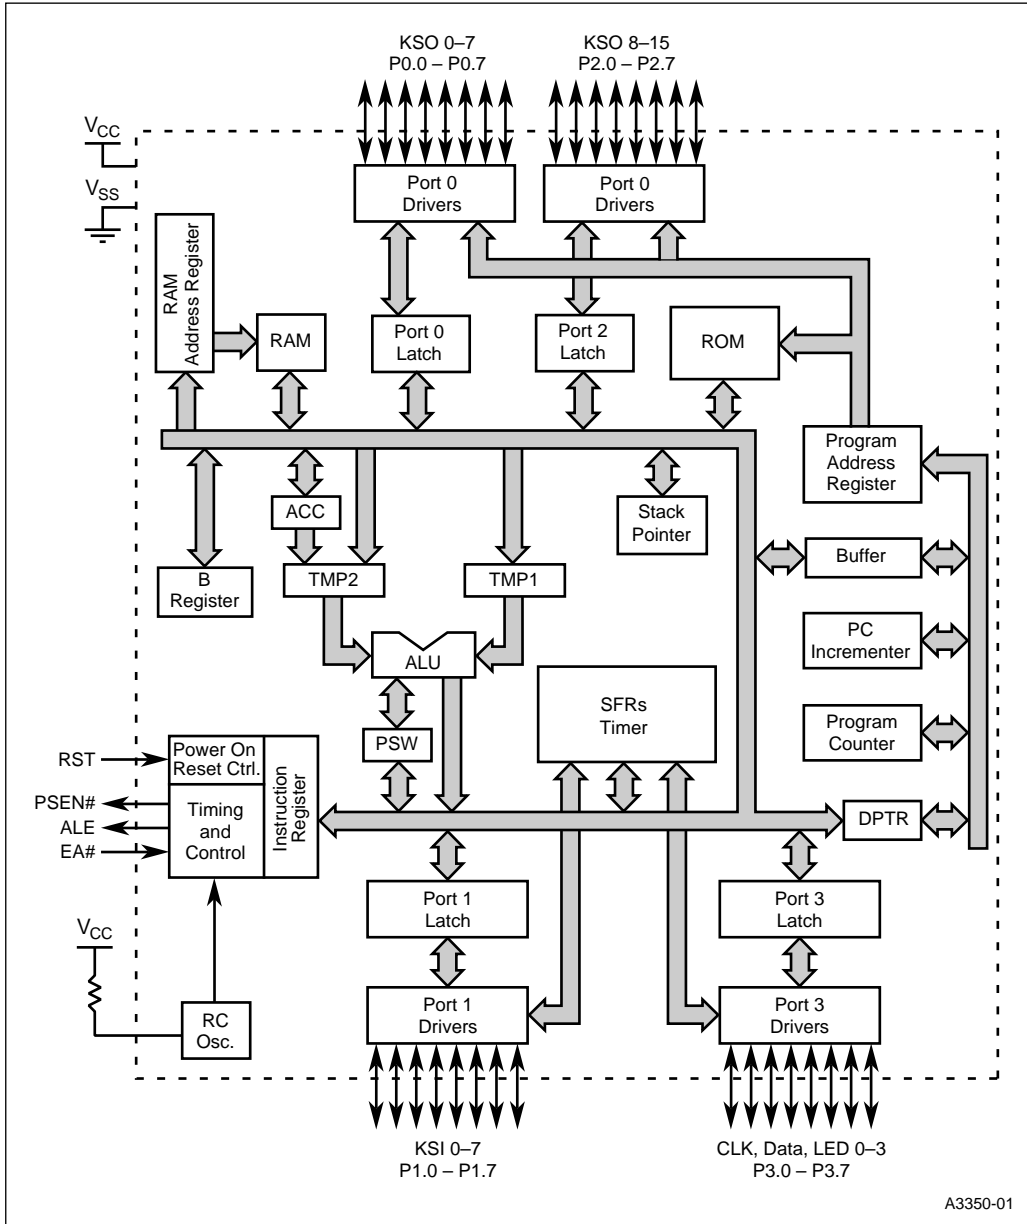 KSO 0–7
P0.0 – P0.7
KSO 8–15
P2.0 – P2.7
VCC
VSS
Port 0
Drivers
Port 0
Drivers
RAM
Address Register
RAM
Port 0
Latch
Port 2
Latch
ROM
Program
Address
Register
ACC
Stack
Pointer
B
Register
TMP2
TMP1
Buffer
ALU
PC
Incrementer
SFRs
Timer
PSW
Program
Counter
RST
PSEN#
ALE
EA#
Power On
Reset Ctrl.
Timing
and
Control
Instruction
Register
DPTR
Port 1
Latch
Port 3
Latch
VCC
RC
Osc.
Port 1
Drivers
Port 3
Drivers
KSI 0–7
P1.0 – P1.7
CLK, Data, LED 0–3
P3.0 – P3.7
A3350-01